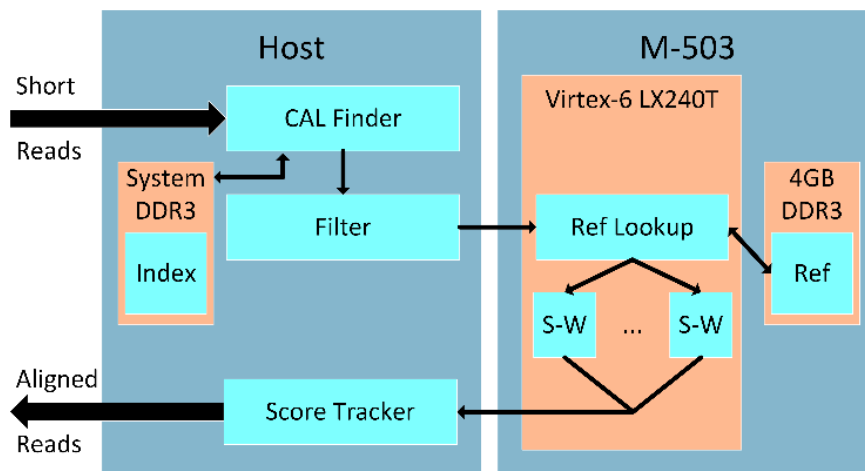 Host
M-503
Short
Reads
CAL Finder
Virtex-6 LX240T
System
DDR3
Index
Filter
Ref Lookup
4GB
DDR3
Ref
S-W
...
S-W
Aligned
Reads
Score Tracker